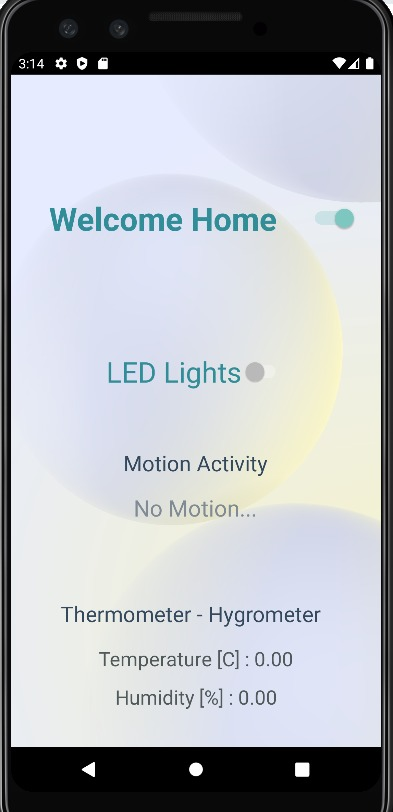 3:14
Welcome Home
LED Lights
Motion Activity
No Motion...
Thermometer - Hygrometer
Temperature [C] : 0.00
Humidity [%] : 0.00